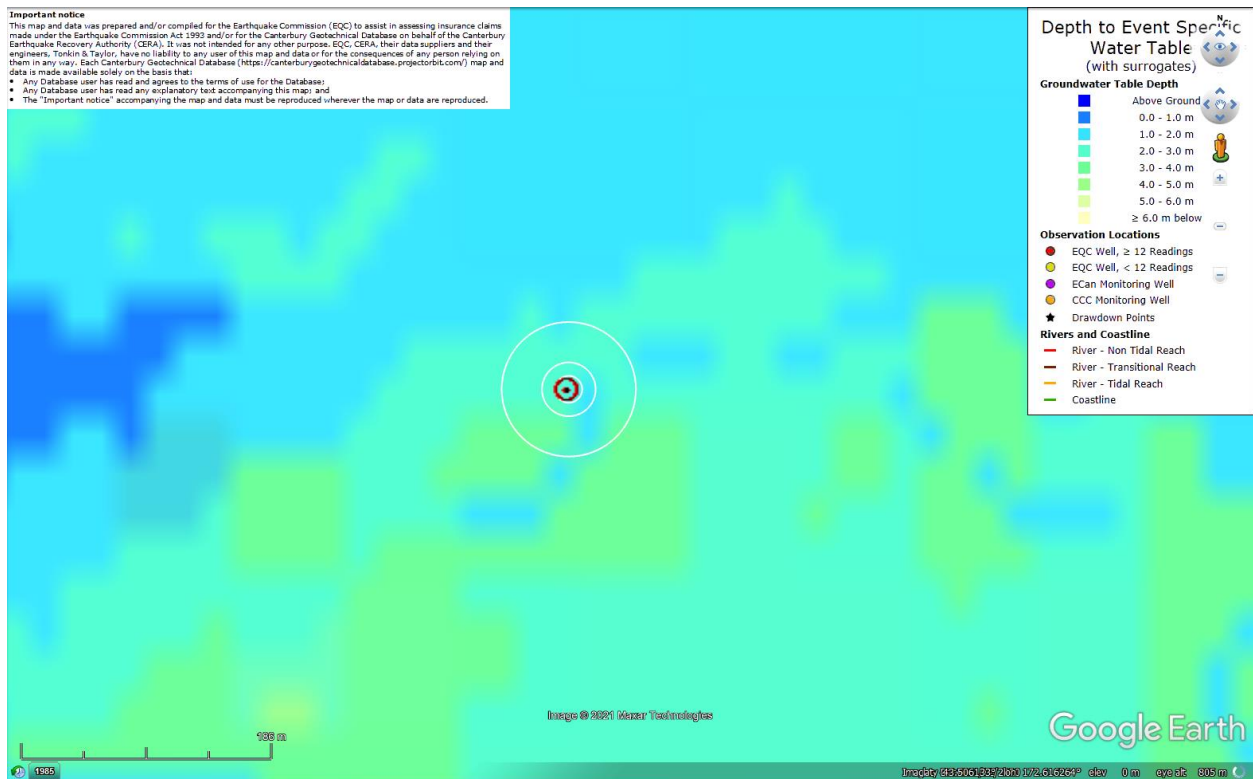 Important notice
This map and data was prepared and/or compiled for the Earthquake Commission (EQC) to assist in assessing insurance claims
made under the Earthquake Commission Act 1993 and/or for the Canterbury Geotechnical Database on behalf of the Canterbury
Earthquake Recovery Authority (CERA). It was not intended for any other purpose. EQC, CERA, their data suppliers and their
engineers, Tonkin & Taylor, have no liability to any user of this map and data or for the consequences of any person relying on
them in any way. Each Canterbury Geotechnical Database (https://canterburygeotechnicaldatabase.projectorbit.com/) map and
data is made available solely on the basis that:
• Any Database user has read and agrees to the terms of use for the Database;
• Any Database user has read any explanatory text accompanying this map; and
• The "Important notice" accompanying the map and data must be reproduced wherever the map or data are reproduced.
Depth to Event Specific
Water Table
(with surrogates)
N
Groundwater Table Depth
Above Ground
0.0 - 1.0 m
1.0 - 2.0 m
2.0 - 3.0 m
3.0 - 4.0 m
4.0 - 5.0 m
5.0 - 6.0 m
≥ 6.0 m below
Observation Locations
EQC Well, ≥ 12 Readings
EQC Well, < 12 Readings
ECan Monitoring Well
CCC Monitoring Well
Drawdown Points
Rivers and Coastline
River - Non Tidal Reach
River - Transitional Reach
River - Tidal Reach
Coastline
Image © 2021 Maxar Technologies
186 m
Google Earth
1985
172.616264° elev 0 m eye alt 805 m